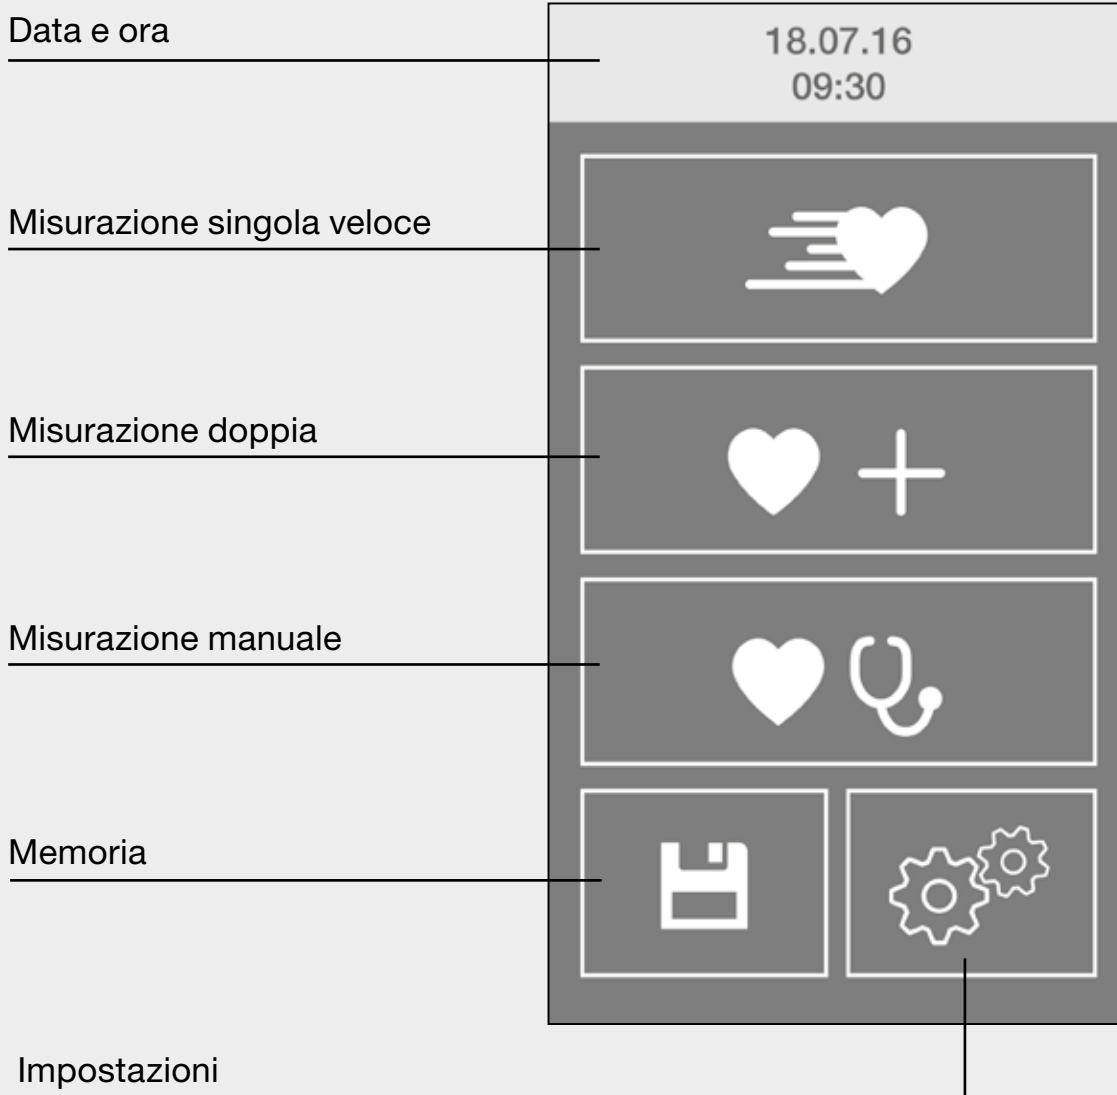 Data e ora
18.07.16
09:30
Misurazione singola veloce
Misurazione doppia
Misurazione manuale
Memoria
Impostazioni